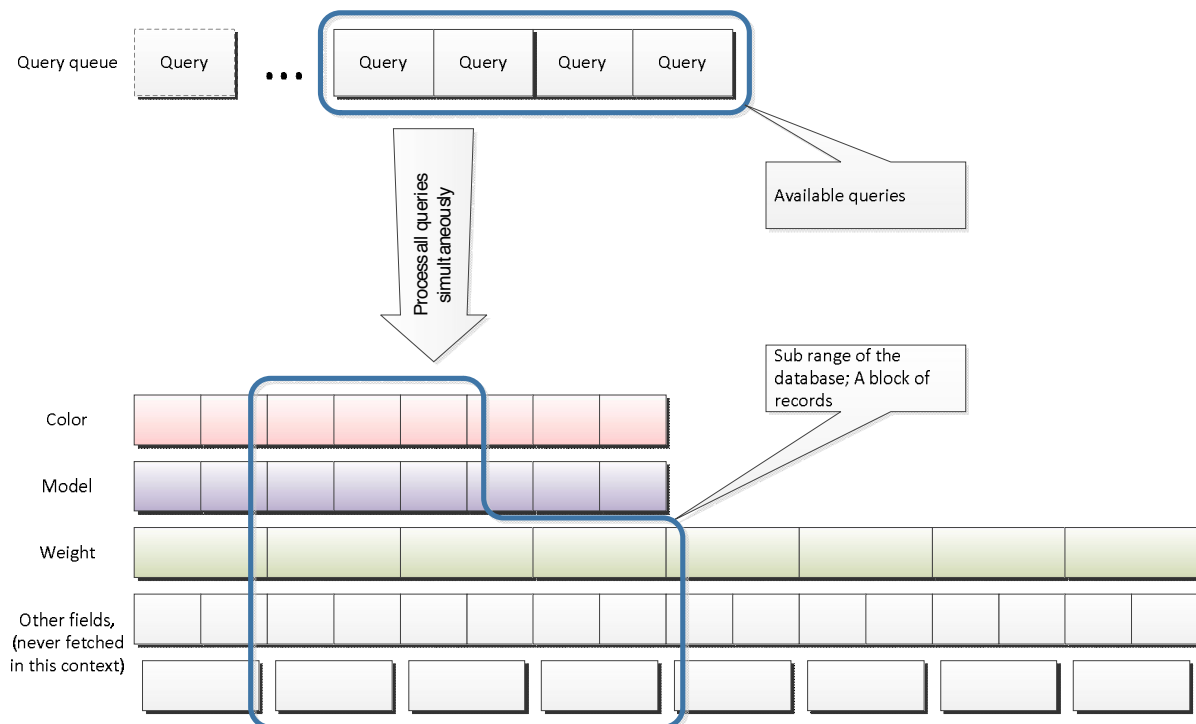 Query queue
Query
...
Query
Query
Query
Query
Available queries
Process all queries
simultaneously
Sub range of the
database; A block of
records
Color
Model
Weight
Other fields,
(never fetched
in this context)